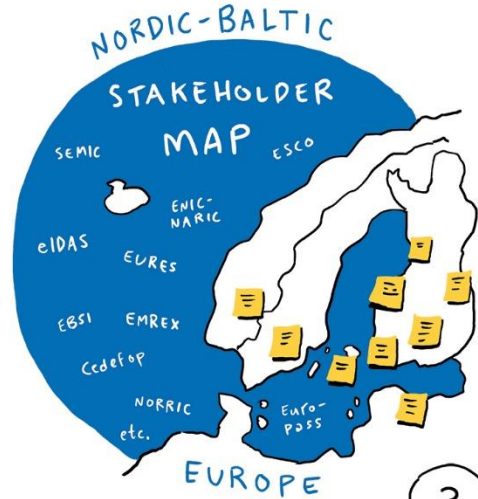 NORDIC-BALTIC
STAKEHOLDER
MAP
SEMIC
ESCO
ENIC-
NARIC
eIDAS
EURES
EBSI
EMREX
Cedefop
NORRIC
etc.
Euro-
pass
EUROPE